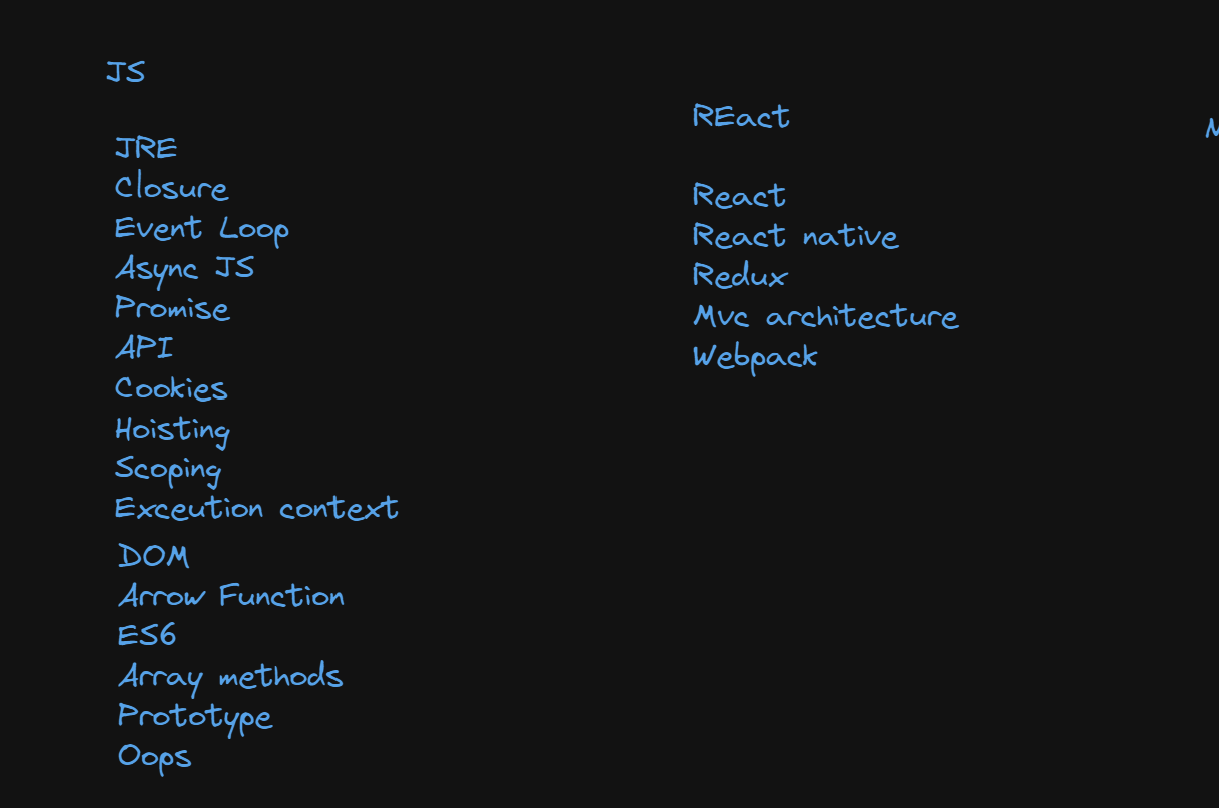 JS
JRE
Closure
Event Loop
Async JS
Promise
API
Cookies
Hoisting
Scoping
Exceution context
DOM
Arrow Function
ES6
Array methods
Prototype
Oops
REact
React
React native
Redux
Mvc architecture
Webpack